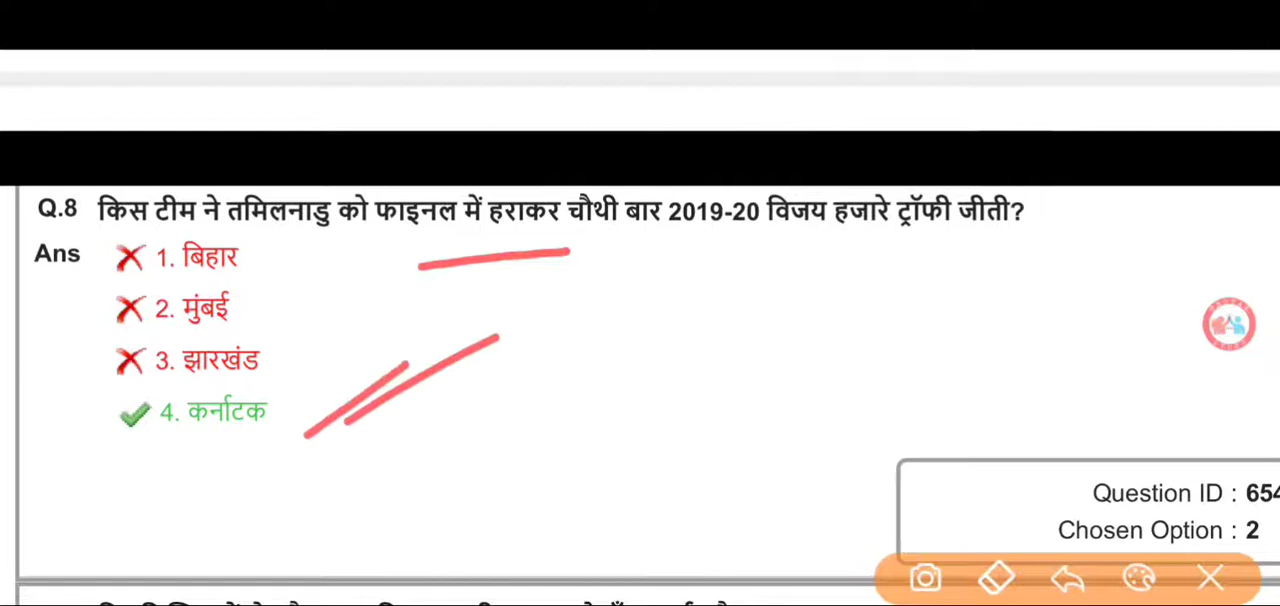 Q.8 किस टीम ने तमिलनाडु को फाइनल में हराकर चौथी बार 2019-20 विजय हजारे ट्रॉफी जीती?
Ans 1. बिहार
2. मुंबई
3. झारखंड
4. कर्नाटक
Question ID : 654
Chosen Option : 2